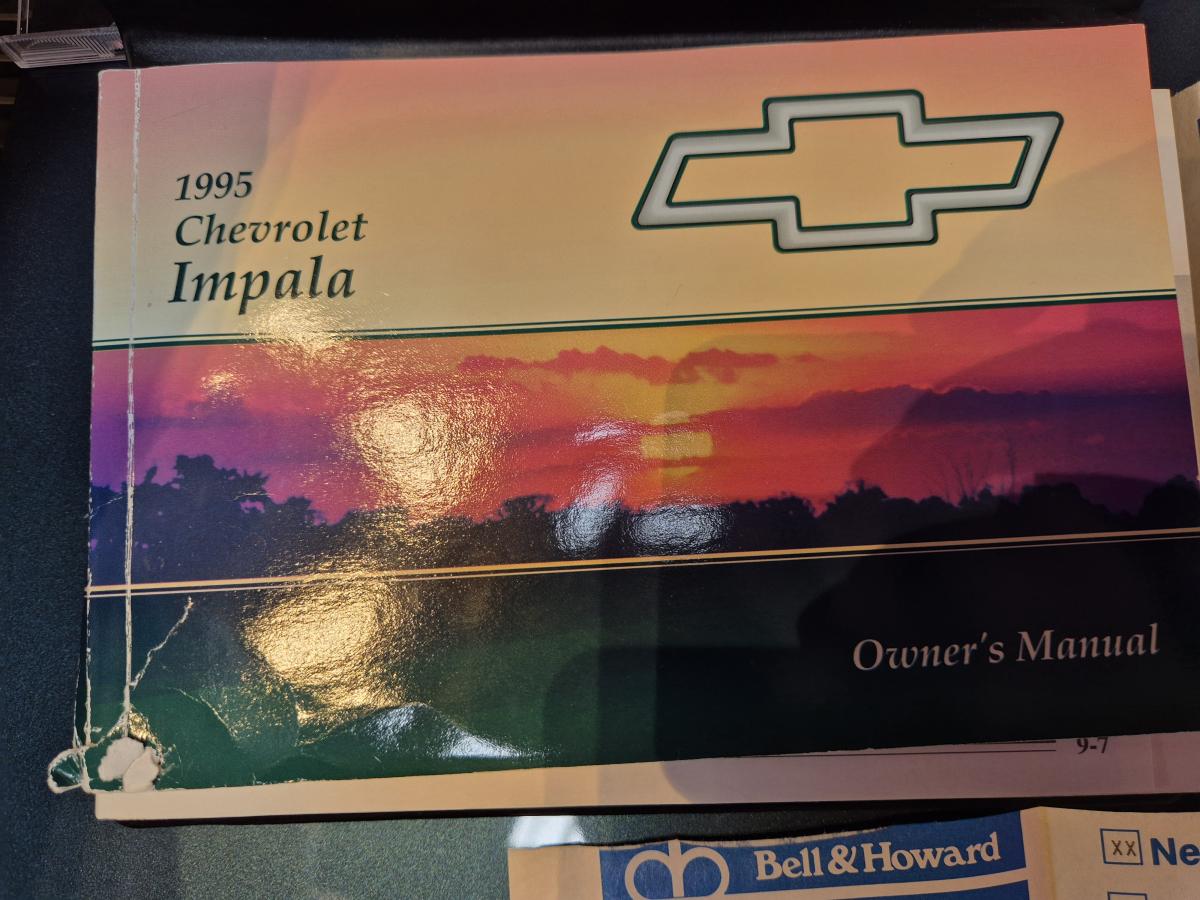 1995
Chevrolet
Impala
Owner's Manual
9-7
Bell & Howard
XX Ne